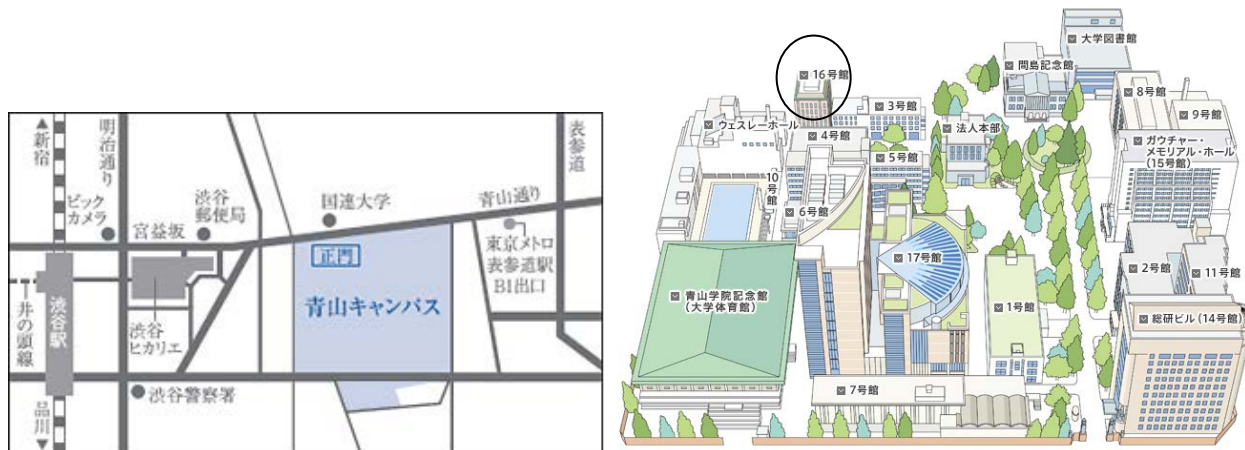 ▲新宿
明治通り
ビック
カメラ
宮益坂
渋谷
郵便局
国連大学
青山通り
表参道
東京メトロ
表参道駅
B1出口
正門
青山キャンパス
渋谷
ヒカリエ
渋谷駅
井の頭線
渋谷警察署
品川▼
大学図書館
間島記念館
16号館
8号館
3号館
9号館
ウェスレーホール
4号館
法人本部
ガウチャー・
メモリアル・ホール
(15号館)
5号館
10号館
6号館
17号館
2号館
11号館
青山学院記念館
(大学体育館)
1号館
総研ビル(14号館)
7号館